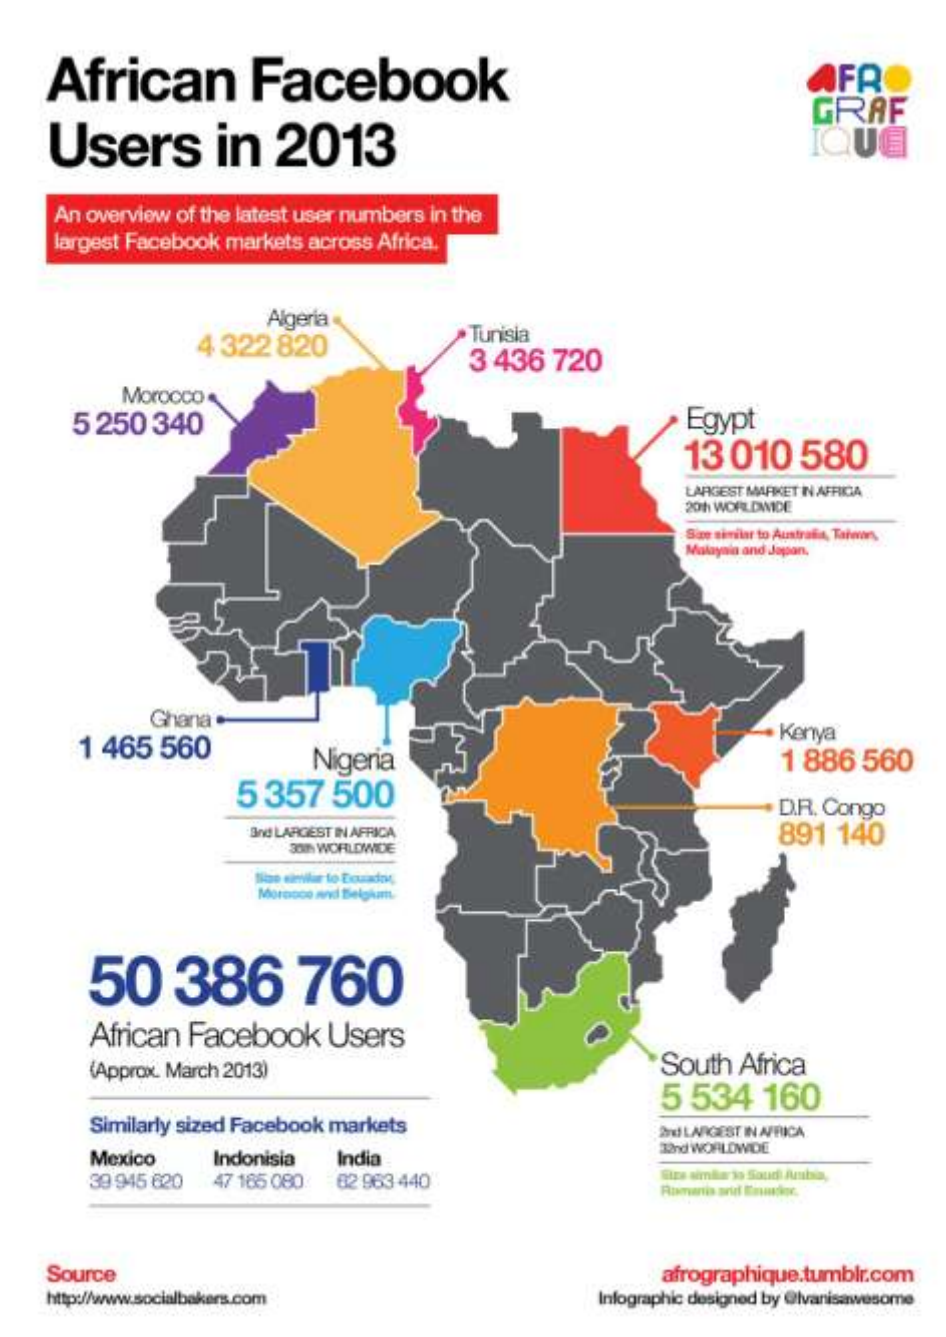 African Facebook
Users in 2013
AFRO
GRAF
IQUE
An overview of the latest user numbers in the
largest Facebook markets across Africa.
Algeria
4 322 820
Tunisia
3 436 720
Morocco
5 250 340
Egypt
13 010 580
LARGEST MARKET IN AFRICA
20th WORLDWIDE
Size similar to Australia, Taiwan,
Malaysia and Japan.
Ghana
1 465 560
Nigeria
5 357 500
3nd LARGEST IN AFRICA
35th WORLDWIDE
Size similar to Ecuador,
Morocco and Belgium.
Kenya
1 886 560
D.R. Congo
891 140
50 386 760
African Facebook Users
(Approx. March 2013)
Similarly sized Facebook markets
Mexico Indonisia India
39 945 620 47 165 080 62 963 440
South Africa
5 534 160
2nd LARGEST IN AFRICA
32nd WORLDWIDE
Size similar to Saudi Arabia,
Romania and Ecuador.
Source
http://www.socialbakers.com
afrographique.tumblr.com
Infographic designed by @Ivanisawesome